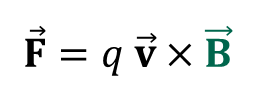 F⃗ = q v⃗ × B⃗